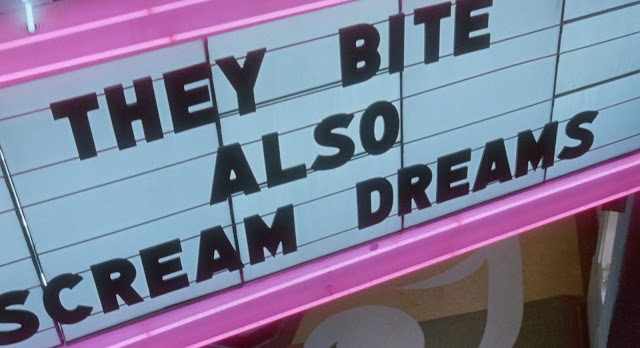 THEY BITE
ALSO
SCREAM DREAMS